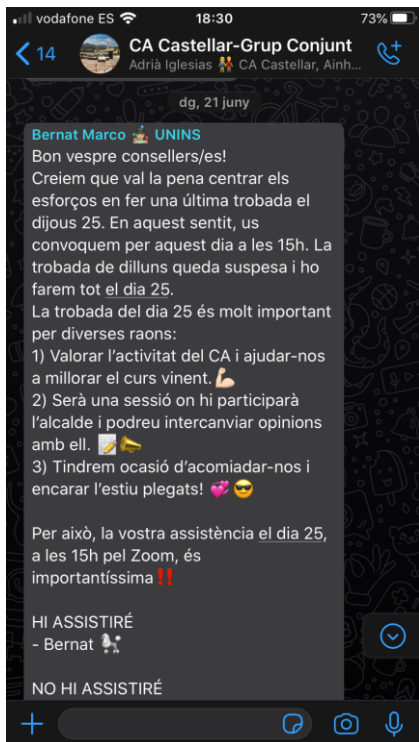 vodafone ES 18:30 73%
14 CA Castellar-Grup Conjunt
Adrià Iglesias 👫 CA Castellar, Ainh...
dg, 21 juny
Bernat Marco UNINS
Bon vespre consellers/es!
Creiem que val la pena centrar els
esforços en fer una última trobada el
dijous 25. En aquest sentit, us
convoquem per aquest dia a les 15h. La
trobada de dilluns queda suspesa i ho
farem tot el dia 25.
La trobada del dia 25 és molt important
per diverses raons:
1) Valorar l'activitat del CA i ajudar-nos
a millorar el curs vinent.💪🏻
2) Serà una sessió on hi participarà
l'alcalde i podreu intercanviar opinions
amb ell. 📝📣
3) Tindrem ocasió d'acomiadar-nos i
encarar l'estiu plegats! 💞😎
Per això, la vostra assistència el dia 25,
a les 15h pel Zoom, és
importantíssima‼️
HI ASSISTIRÉ
- Bernat 🐩
NO HI ASSISTIRÉ